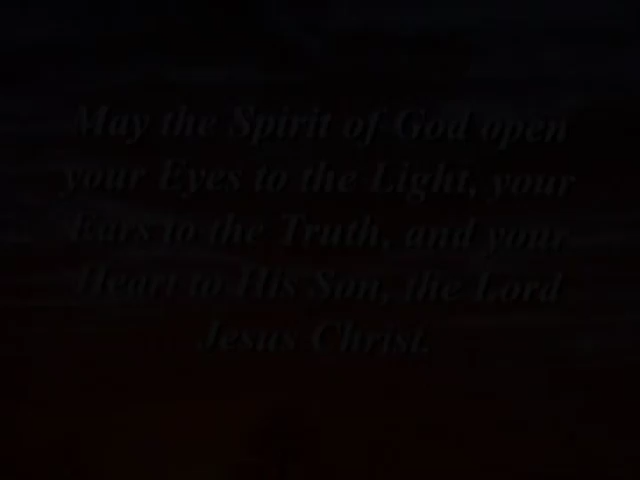 May the Spirit of God open
your Eyes to the Light, your
Ears to the Truth, and your
Heart to His Son, the Lord
Jesus Christ.